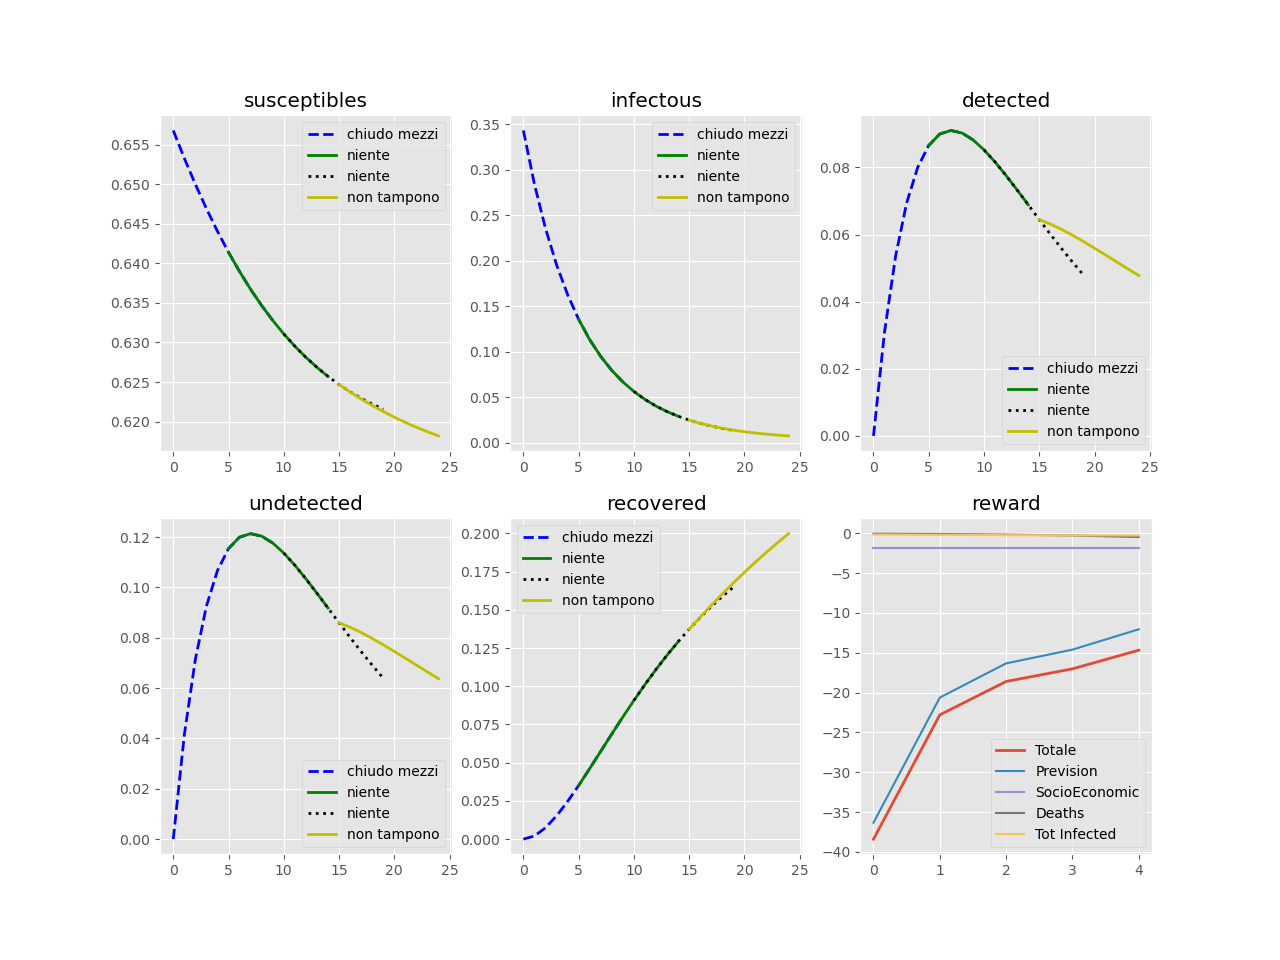 susceptibles
chiudo mezzi
niente
niente
non tampono
0.655
0.650
0.645
0.640
0.635
0.630
0.625
0.620
0 5 10 15 20 25
infectous
chiudo mezzi
niente
niente
non tampono
0.35
0.30
0.25
0.20
0.15
0.10
0.05
0.00
0 5 10 15 20 25
detected
0.08
0.06
0.04
0.02
0.00
chiudo mezzi
niente
niente
non tampono
0 5 10 15 20 25
undetected
0.12
0.10
0.08
0.06
0.04
0.02
0.00
chiudo mezzi
niente
niente
non tampono
0 5 10 15 20 25
recovered
chiudo mezzi
niente
niente
non tampono
0.200
0.175
0.150
0.125
0.100
0.075
0.050
0.025
0.000
0 5 10 15 20 25
reward
0
−5
−10
−15
−20
−25
−30
−35
−40
Totale
Prevision
SocioEconomic
Deaths
Tot Infected
0 1 2 3 4